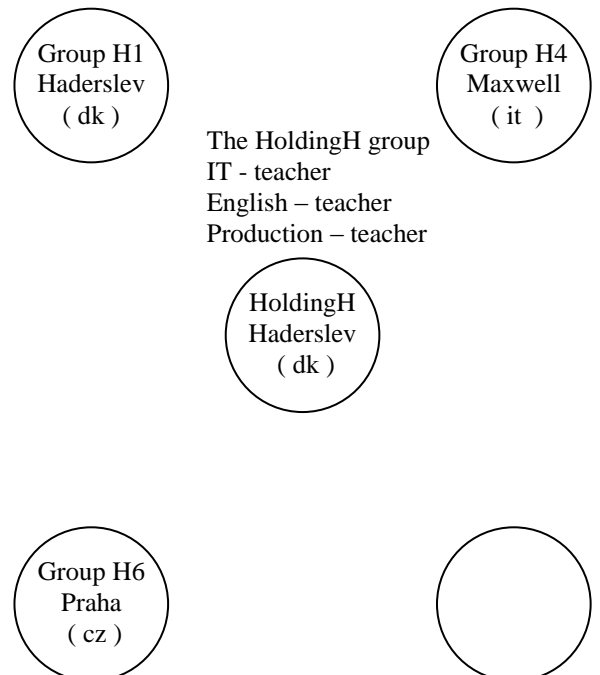 Group H1
Haderslev
( dk )
Group H4
Maxwell
( it )
The HoldingH group
IT - teacher
English – teacher
Production – teacher
HoldingH
Haderslev
( dk )
Group H6
Praha
( cz )